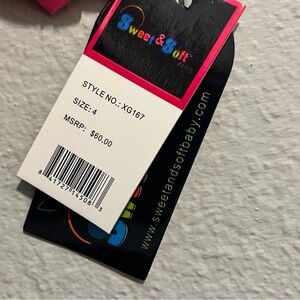 Sweet & Soft
STYLE NO.: XG167
SIZE: 4
MSRP: $60.00
www.sweetandsoftbaby.com